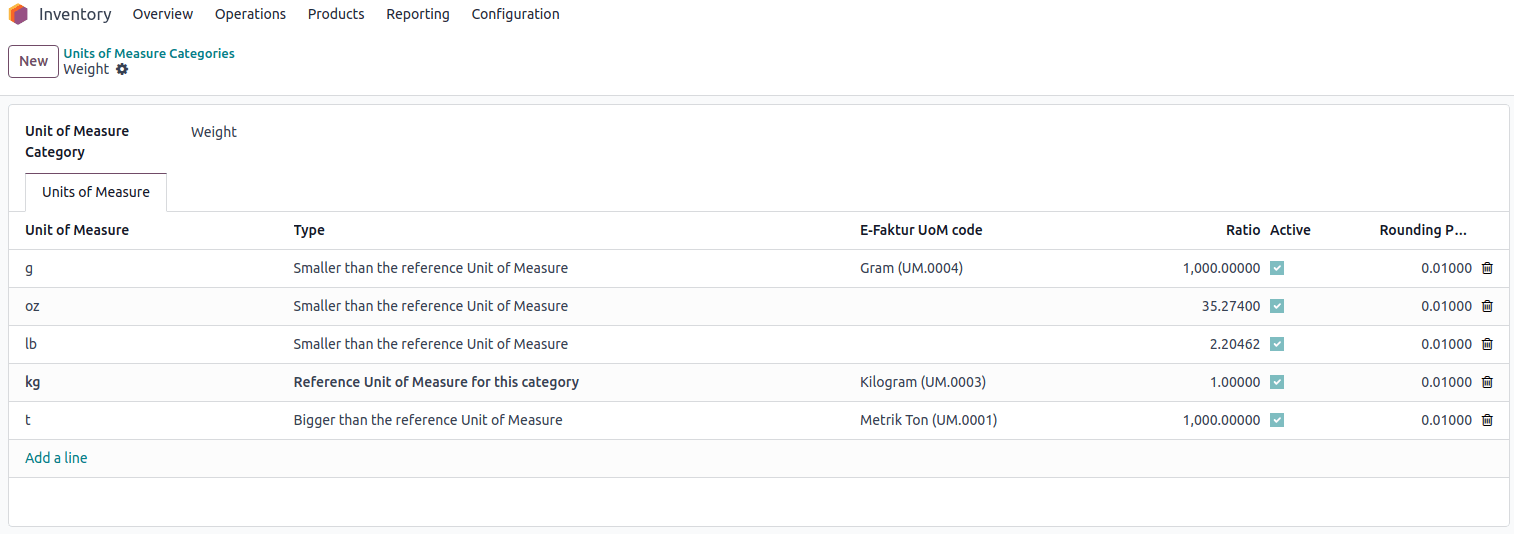 Inventory Overview Operations Products Reporting Configuration
New
Units of Measure Categories
Weight
Unit of Measure Category
Weight
Units of Measure
Unit of Measure Type E-Faktur UoM code Ratio Active Rounding P...
g Smaller than the reference Unit of Measure Gram (UM.0004) 1,000.00000 0.01000
oz Smaller than the reference Unit of Measure 35.27400 0.01000
lb Smaller than the reference Unit of Measure 2.20462 0.01000
kg Reference Unit of Measure for this category Kilogram (UM.0003) 1.00000 0.01000
t Bigger than the reference Unit of Measure Metrik Ton (UM.0001) 1,000.00000 0.01000
Add a line